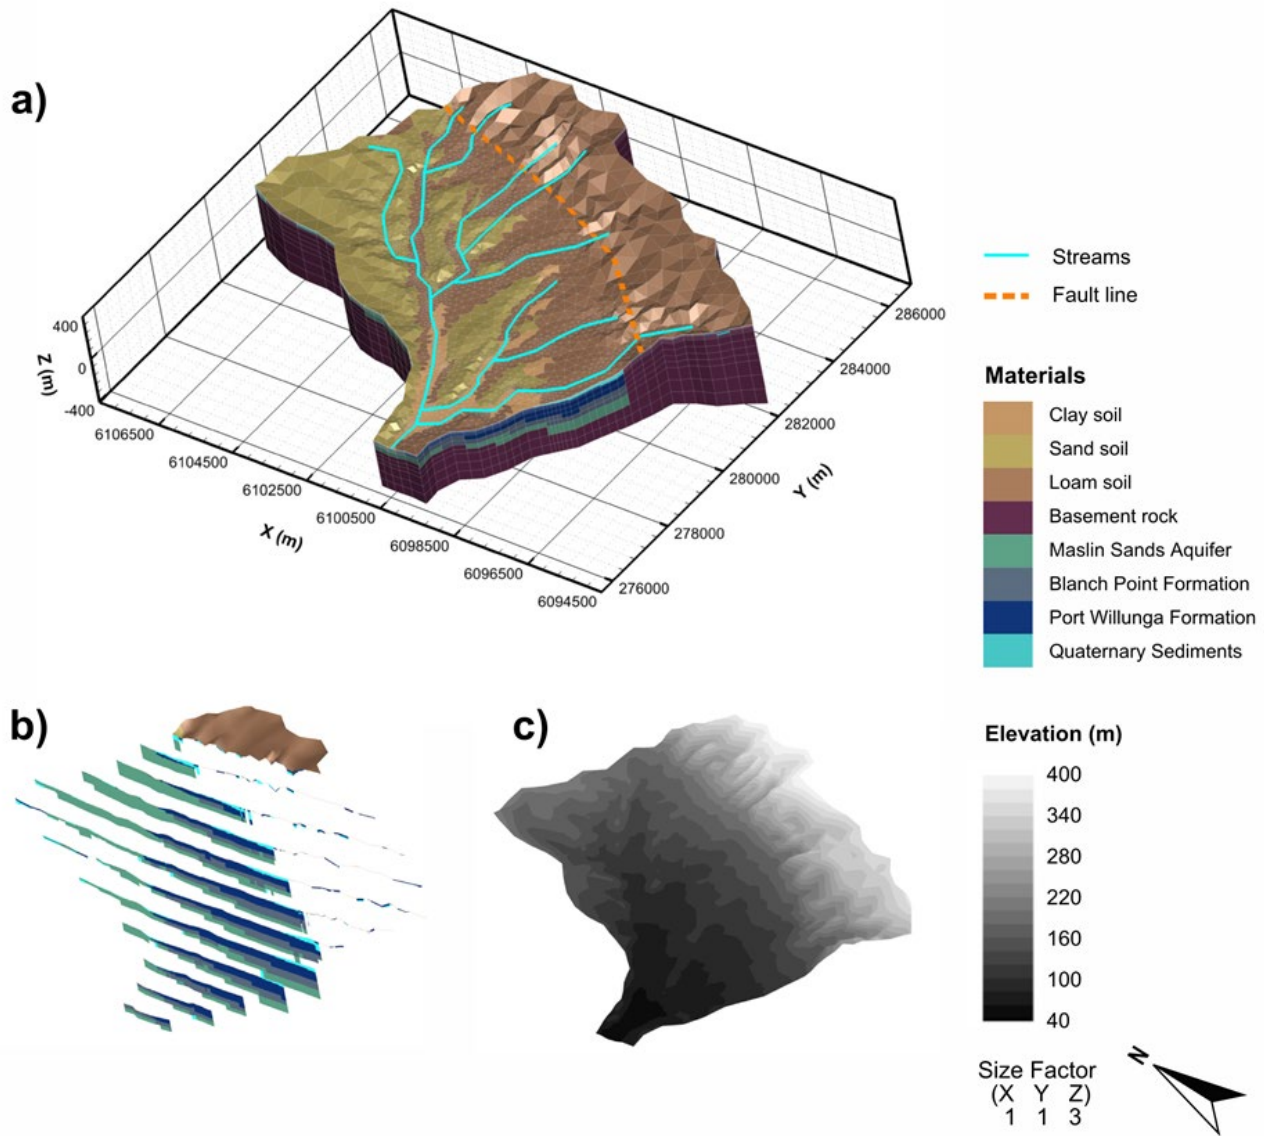 a)
Z (m)
400
0
-400
6106500
6104500
6102500
6100500
6098500
6096500
6094500
X (m)
276000
278000
280000
282000
284000
286000
Y (m)
Streams
Fault line
Materials
Clay soil
Sand soil
Loam soil
Basement rock
Maslin Sands Aquifer
Blanch Point Formation
Port Willunga Formation
Quaternary Sediments
b)
c)
Elevation (m)
400
340
280
220
160
100
40
Size Factor
(X Y Z)
1 1 3
N